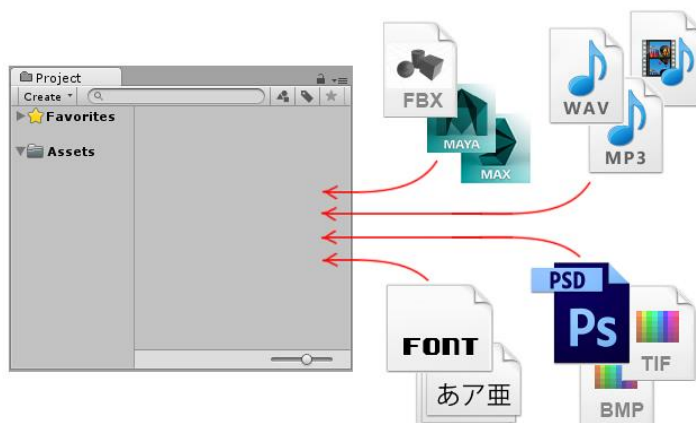 Project
Create
Favorites
Assets
FBX
MAYA
MAX
WAV
MP3
FONT
あア亜
PSD
Ps
TIF
BMP